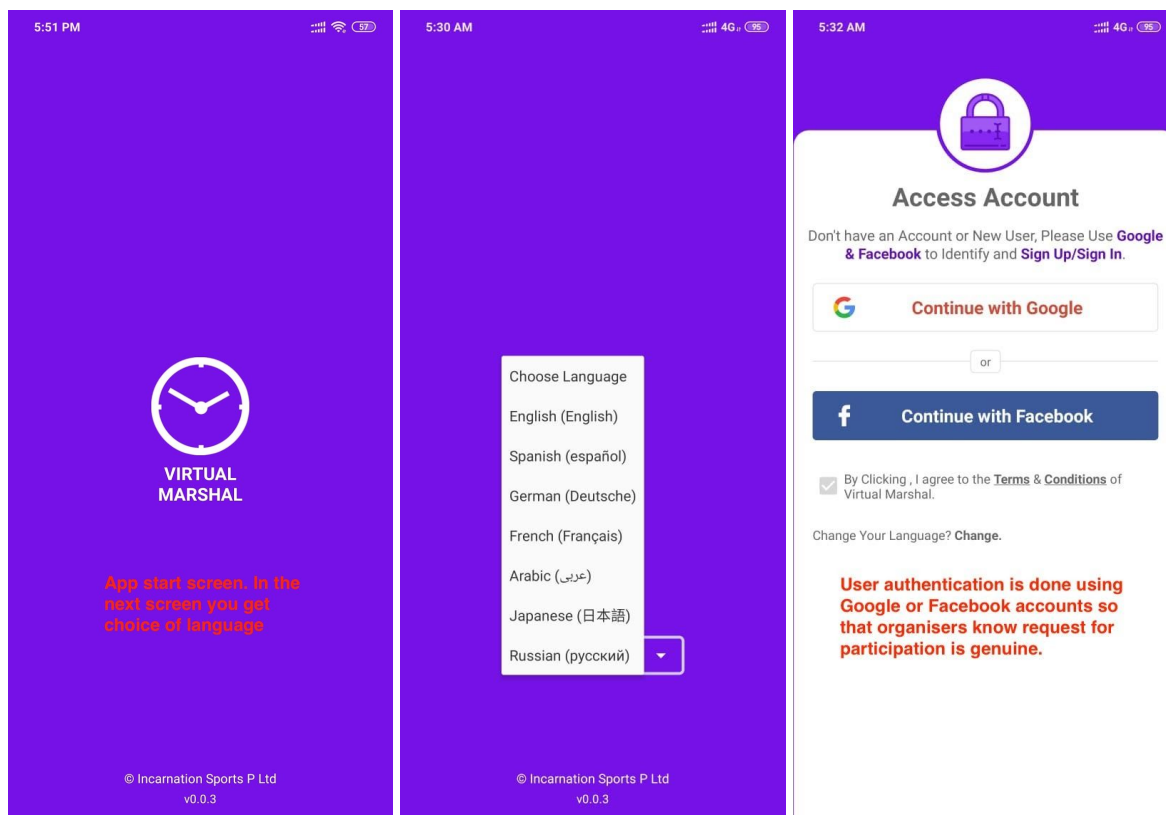 5:51 PM
57
VIRTUAL
MARSHAL
App start screen. In the
next screen you get
choice of language
© Incarnation Sports P Ltd
v0.0.3
5:30 AM
4G
95
Choose Language
English (English)
Spanish (español)
German (Deutsche)
French (Français)
Arabic (عربى)
Japanese (日本語)
Russian (русский)
© Incarnation Sports P Ltd
v0.0.3
5:32 AM
4G
95
Access Account
Don't have an Account or New User, Please Use Google
& Facebook to Identify and Sign Up/Sign In.
Continue with Google
or
f Continue with Facebook
By Clicking , I agree to the Terms & Conditions of
Virtual Marshal.
Change Your Language? Change.
User authentication is done using
Google or Facebook accounts so
that organisers know request for
participation is genuine.